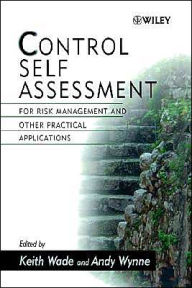 WILEY
CONTROL
SELF
ASSESSMENT
FOR RISK MANAGEMENT AND
OTHER PRACTICAL
APPLICATIONS
Edited by
Keith Wade and Andy Wynne